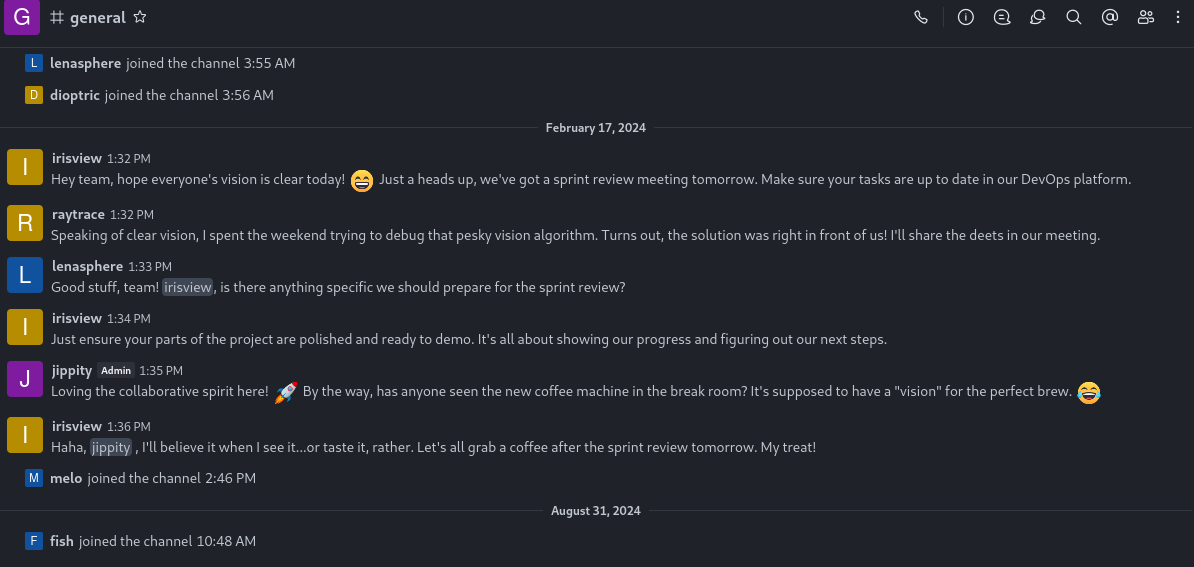 G general
L lenasphere joined the channel 3:55 AM
D dioptric joined the channel 3:56 AM
February 17, 2024
I irisview 1:32 PM
Hey team, hope everyone's vision is clear today! 😄 Just a heads up, we've got a sprint review meeting tomorrow. Make sure your tasks are up to date in our DevOps platform.
R raytrace 1:32 PM
Speaking of clear vision, I spent the weekend trying to debug that pesky vision algorithm. Turns out, the solution was right in front of us! I'll share the deets in our meeting.
L lenasphere 1:33 PM
Good stuff, team! irisview, is there anything specific we should prepare for the sprint review?
I irisview 1:34 PM
Just ensure your parts of the project are polished and ready to demo. It's all about showing our progress and figuring out our next steps.
J jippity Admin 1:35 PM
Loving the collaborative spirit here! 🚀 By the way, has anyone seen the new coffee machine in the break room? It's supposed to have a "vision" for the perfect brew. 😂
I irisview 1:36 PM
Haha, jippity , I'll believe it when I see it...or taste it, rather. Let's all grab a coffee after the sprint review tomorrow. My treat!
M melo joined the channel 2:46 PM
August 31, 2024
F fish joined the channel 10:48 AM